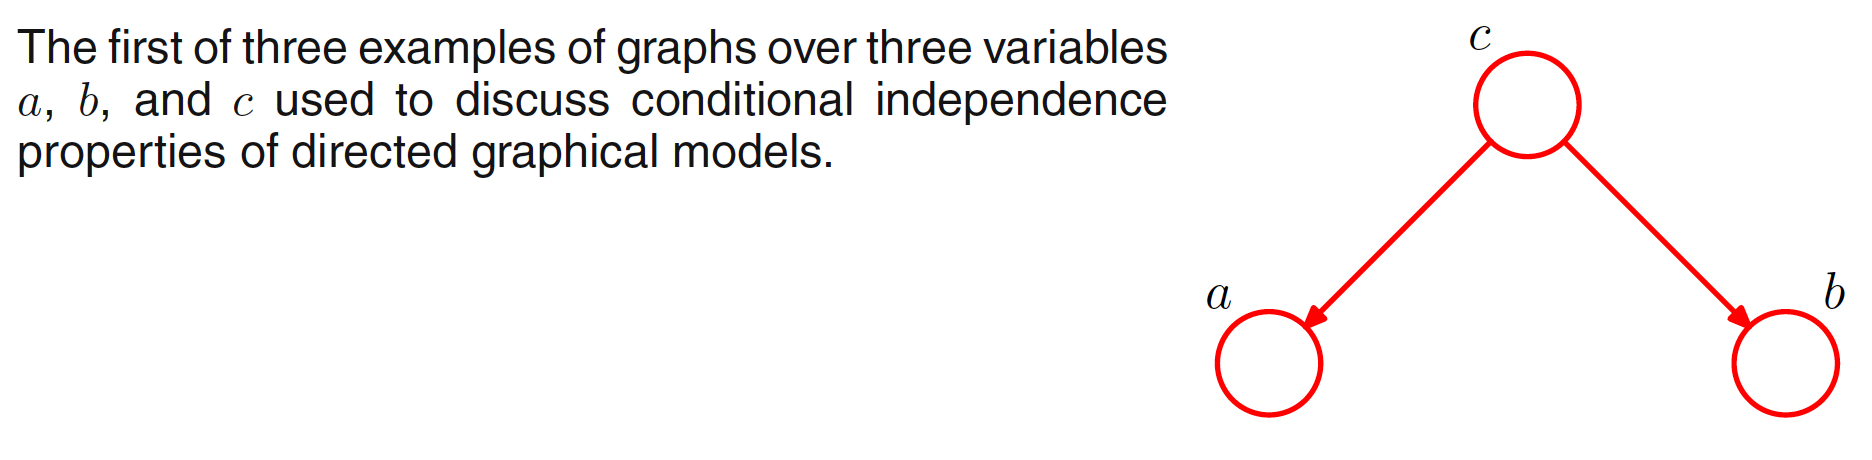 The first of three examples of graphs over three variables
a, b, and c used to discuss conditional independence
properties of directed graphical models.
c
a
b